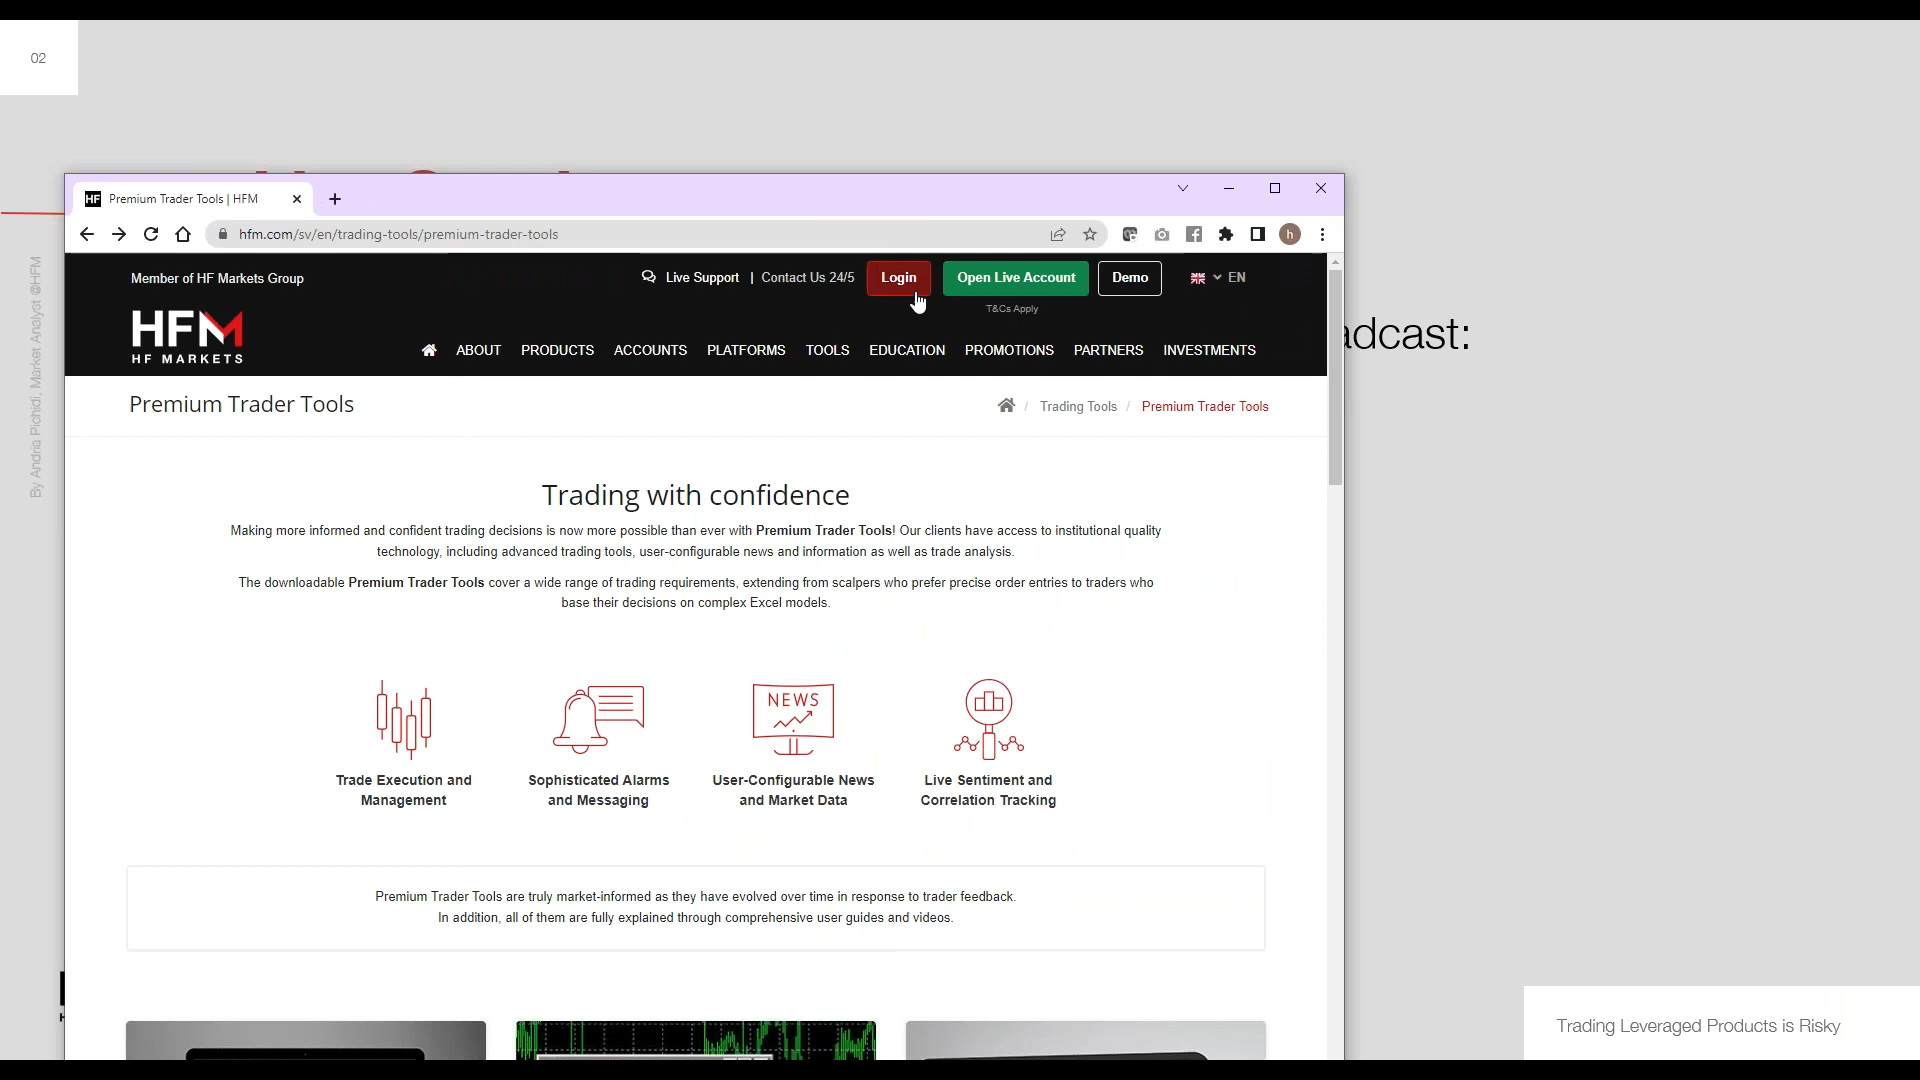 02
By Andria Pichidi, Market Analyst @HFM
adcast:
HF Premium Trader Tools | HFM
hfm.com/sv/en/trading-tools/premium-trader-tools
h
Member of HF Markets Group
Live Support | Contact Us 24/5
Login
Open Live Account
Demo
EN
T&Cs Apply
HFM
HF MARKETS
ABOUT PRODUCTS ACCOUNTS PLATFORMS TOOLS EDUCATION PROMOTIONS PARTNERS INVESTMENTS
Premium Trader Tools
/ Trading Tools / Premium Trader Tools
Trading with confidence
Making more informed and confident trading decisions is now more possible than ever with Premium Trader Tools! Our clients have access to institutional quality
technology, including advanced trading tools, user-configurable news and information as well as trade analysis.
The downloadable Premium Trader Tools cover a wide range of trading requirements, extending from scalpers who prefer precise order entries to traders who
base their decisions on complex Excel models.
NEWS
Trade Execution and
Management
Sophisticated Alarms
and Messaging
User-Configurable News
and Market Data
Live Sentiment and
Correlation Tracking
Premium Trader Tools are truly market-informed as they have evolved over time in response to trader feedback.
In addition, all of them are fully explained through comprehensive user guides and videos.
Trading Leveraged Products is Risky